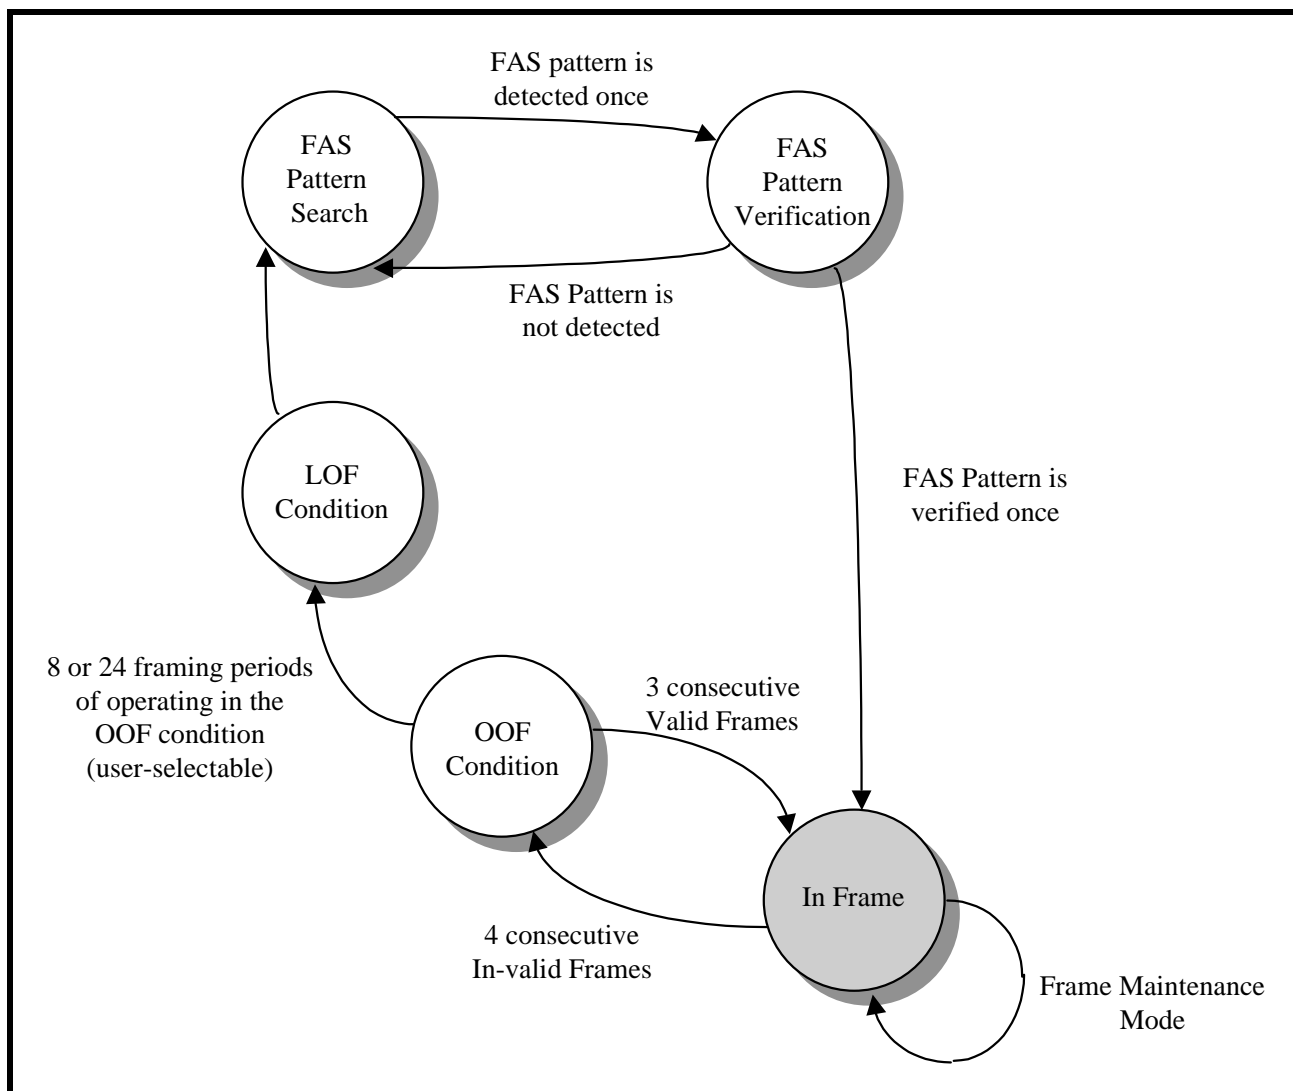 FAS pattern is
detected once
FAS
Pattern
Search
FAS
Pattern
Verification
FAS Pattern is
not detected
LOF
Condition
FAS Pattern is
verified once
8 or 24 framing periods
of operating in the
OOF condition
(user-selectable)
3 consecutive
Valid Frames
OOF
Condition
In Frame
4 consecutive
In-valid Frames
Frame Maintenance
Mode